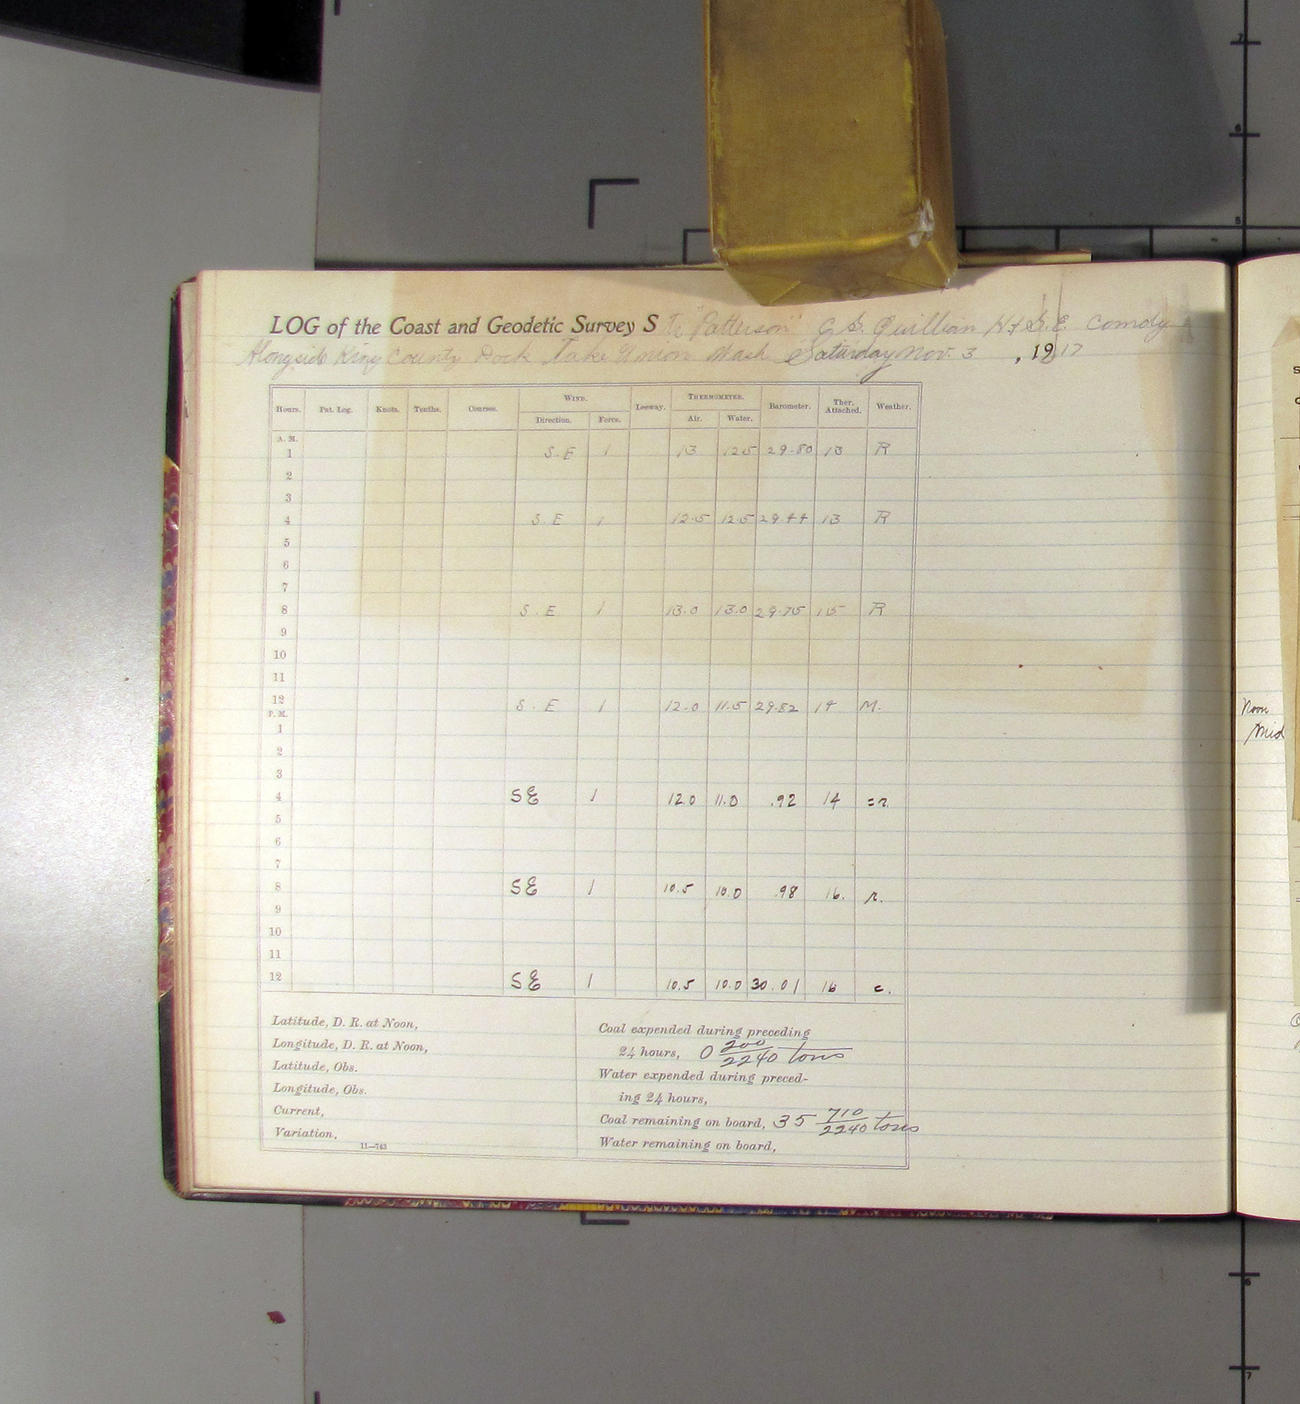 LOG of the Coast and Geodetic Survey Str "Patterson" C. G. Quillian H. & G. E. Comdg
Alongside King County Dock Lake Union Wash Saturday Nov. 3, 1917
Hours. Pat. Log. Knots. Tenths. Courses. WIND. Leeway. THERMOMETER. Barometer. Ther. Attached. Weather.
Direction. Force. Air. Water.
A. M.
1 S.E 1 13 12.5 29.80 13 R
2
3
4 S.E 1 12.5 12.5 29.44 13 R
5
6
7
8 S.E 1 13.0 13.0 29.75 15 R
9
10
11
12 S.E 1 12.0 11.5 29.82 14 M.
P. M.
1
2
3
4 SE 1 12.0 11.0 .92 14 =r.
5
6
7
8 SE 1 10.5 10.0 .98 16. r.
9
10
11
12 SE 1 10.5 10.0 30.01 16 c.
Latitude, D. R. at Noon,
Longitude, D. R. at Noon,
Latitude, Obs.
Longitude, Obs.
Current,
Variation,
11—743
Coal expended during preceding
24 hours, 0 200/2240 tons
Water expended during preced-
ing 24 hours,
Coal remaining on board, 35 710/2240 tons
Water remaining on board,
Noon
Mid